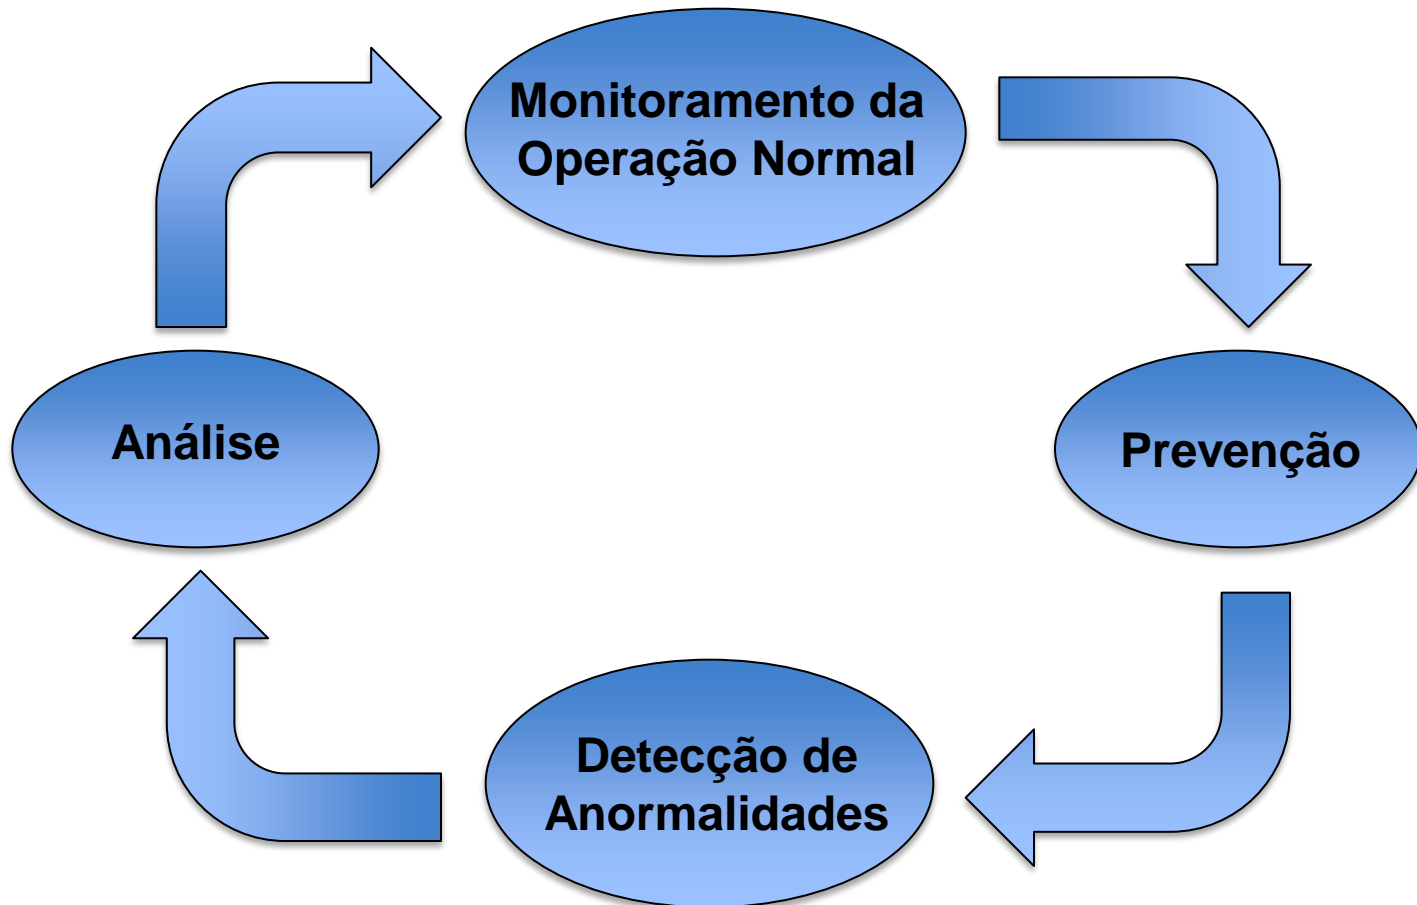 Monitoramento da
Operação Normal
Análise
Prevenção
Detecção de
Anormalidades